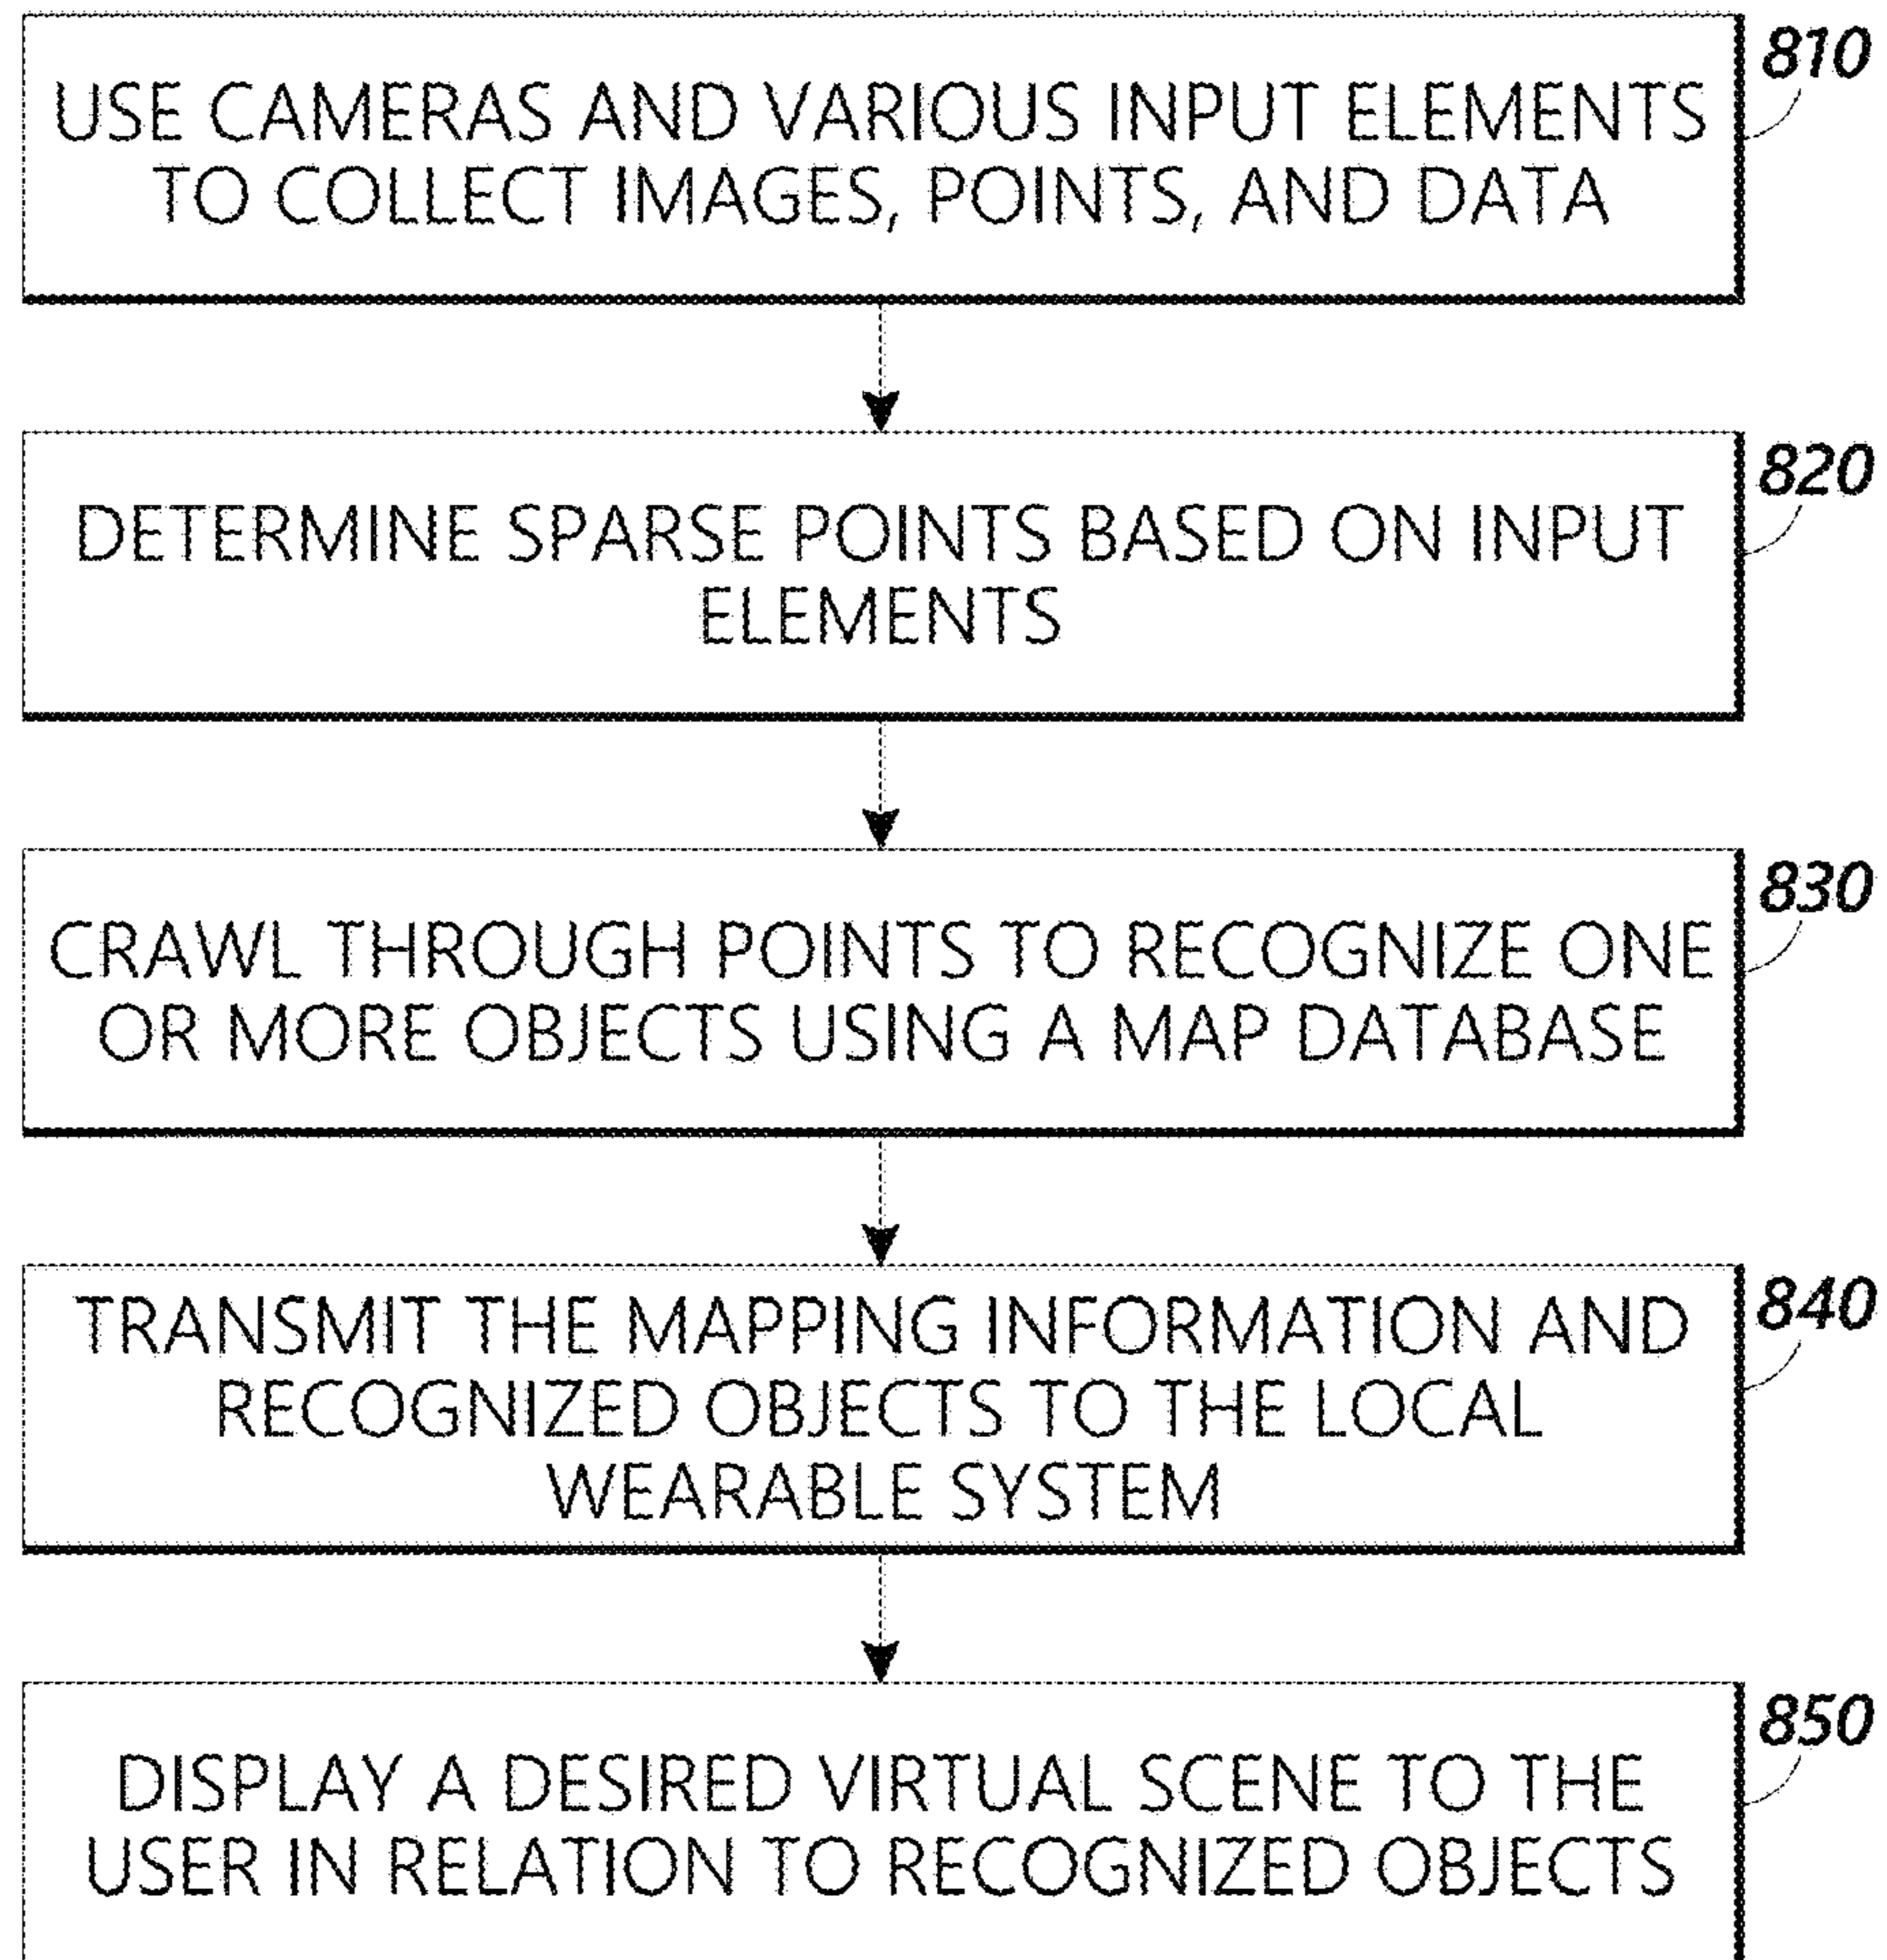 810
USE CAMERAS AND VARIOUS INPUT ELEMENTS
TO COLLECT IMAGES, POINTS, AND DATA
820
DETERMINE SPARSE POINTS BASED ON INPUT
ELEMENTS
830
CRAWL THROUGH POINTS TO RECOGNIZE ONE
OR MORE OBJECTS USING A MAP DATABASE
840
TRANSMIT THE MAPPING INFORMATION AND
RECOGNIZED OBJECTS TO THE LOCAL
WEARABLE SYSTEM
850
DISPLAY A DESIRED VIRTUAL SCENE TO THE
USER IN RELATION TO RECOGNIZED OBJECTS